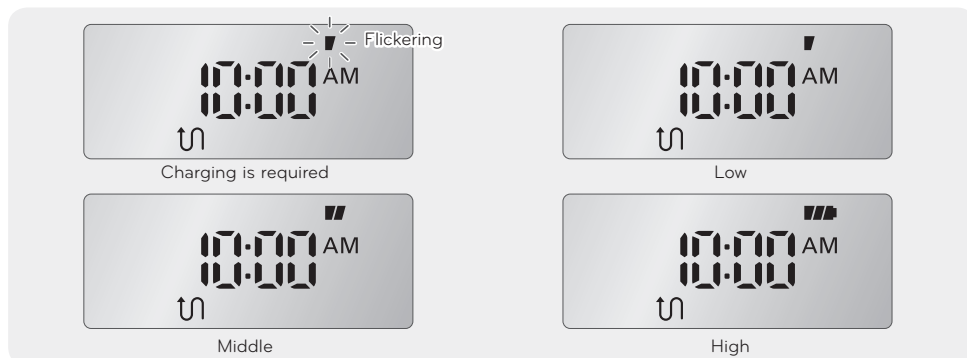 Flickering
10:00 AM
10:00 AM
Charging is required
Low
10:00 AM
10:00 AM
Middle
High